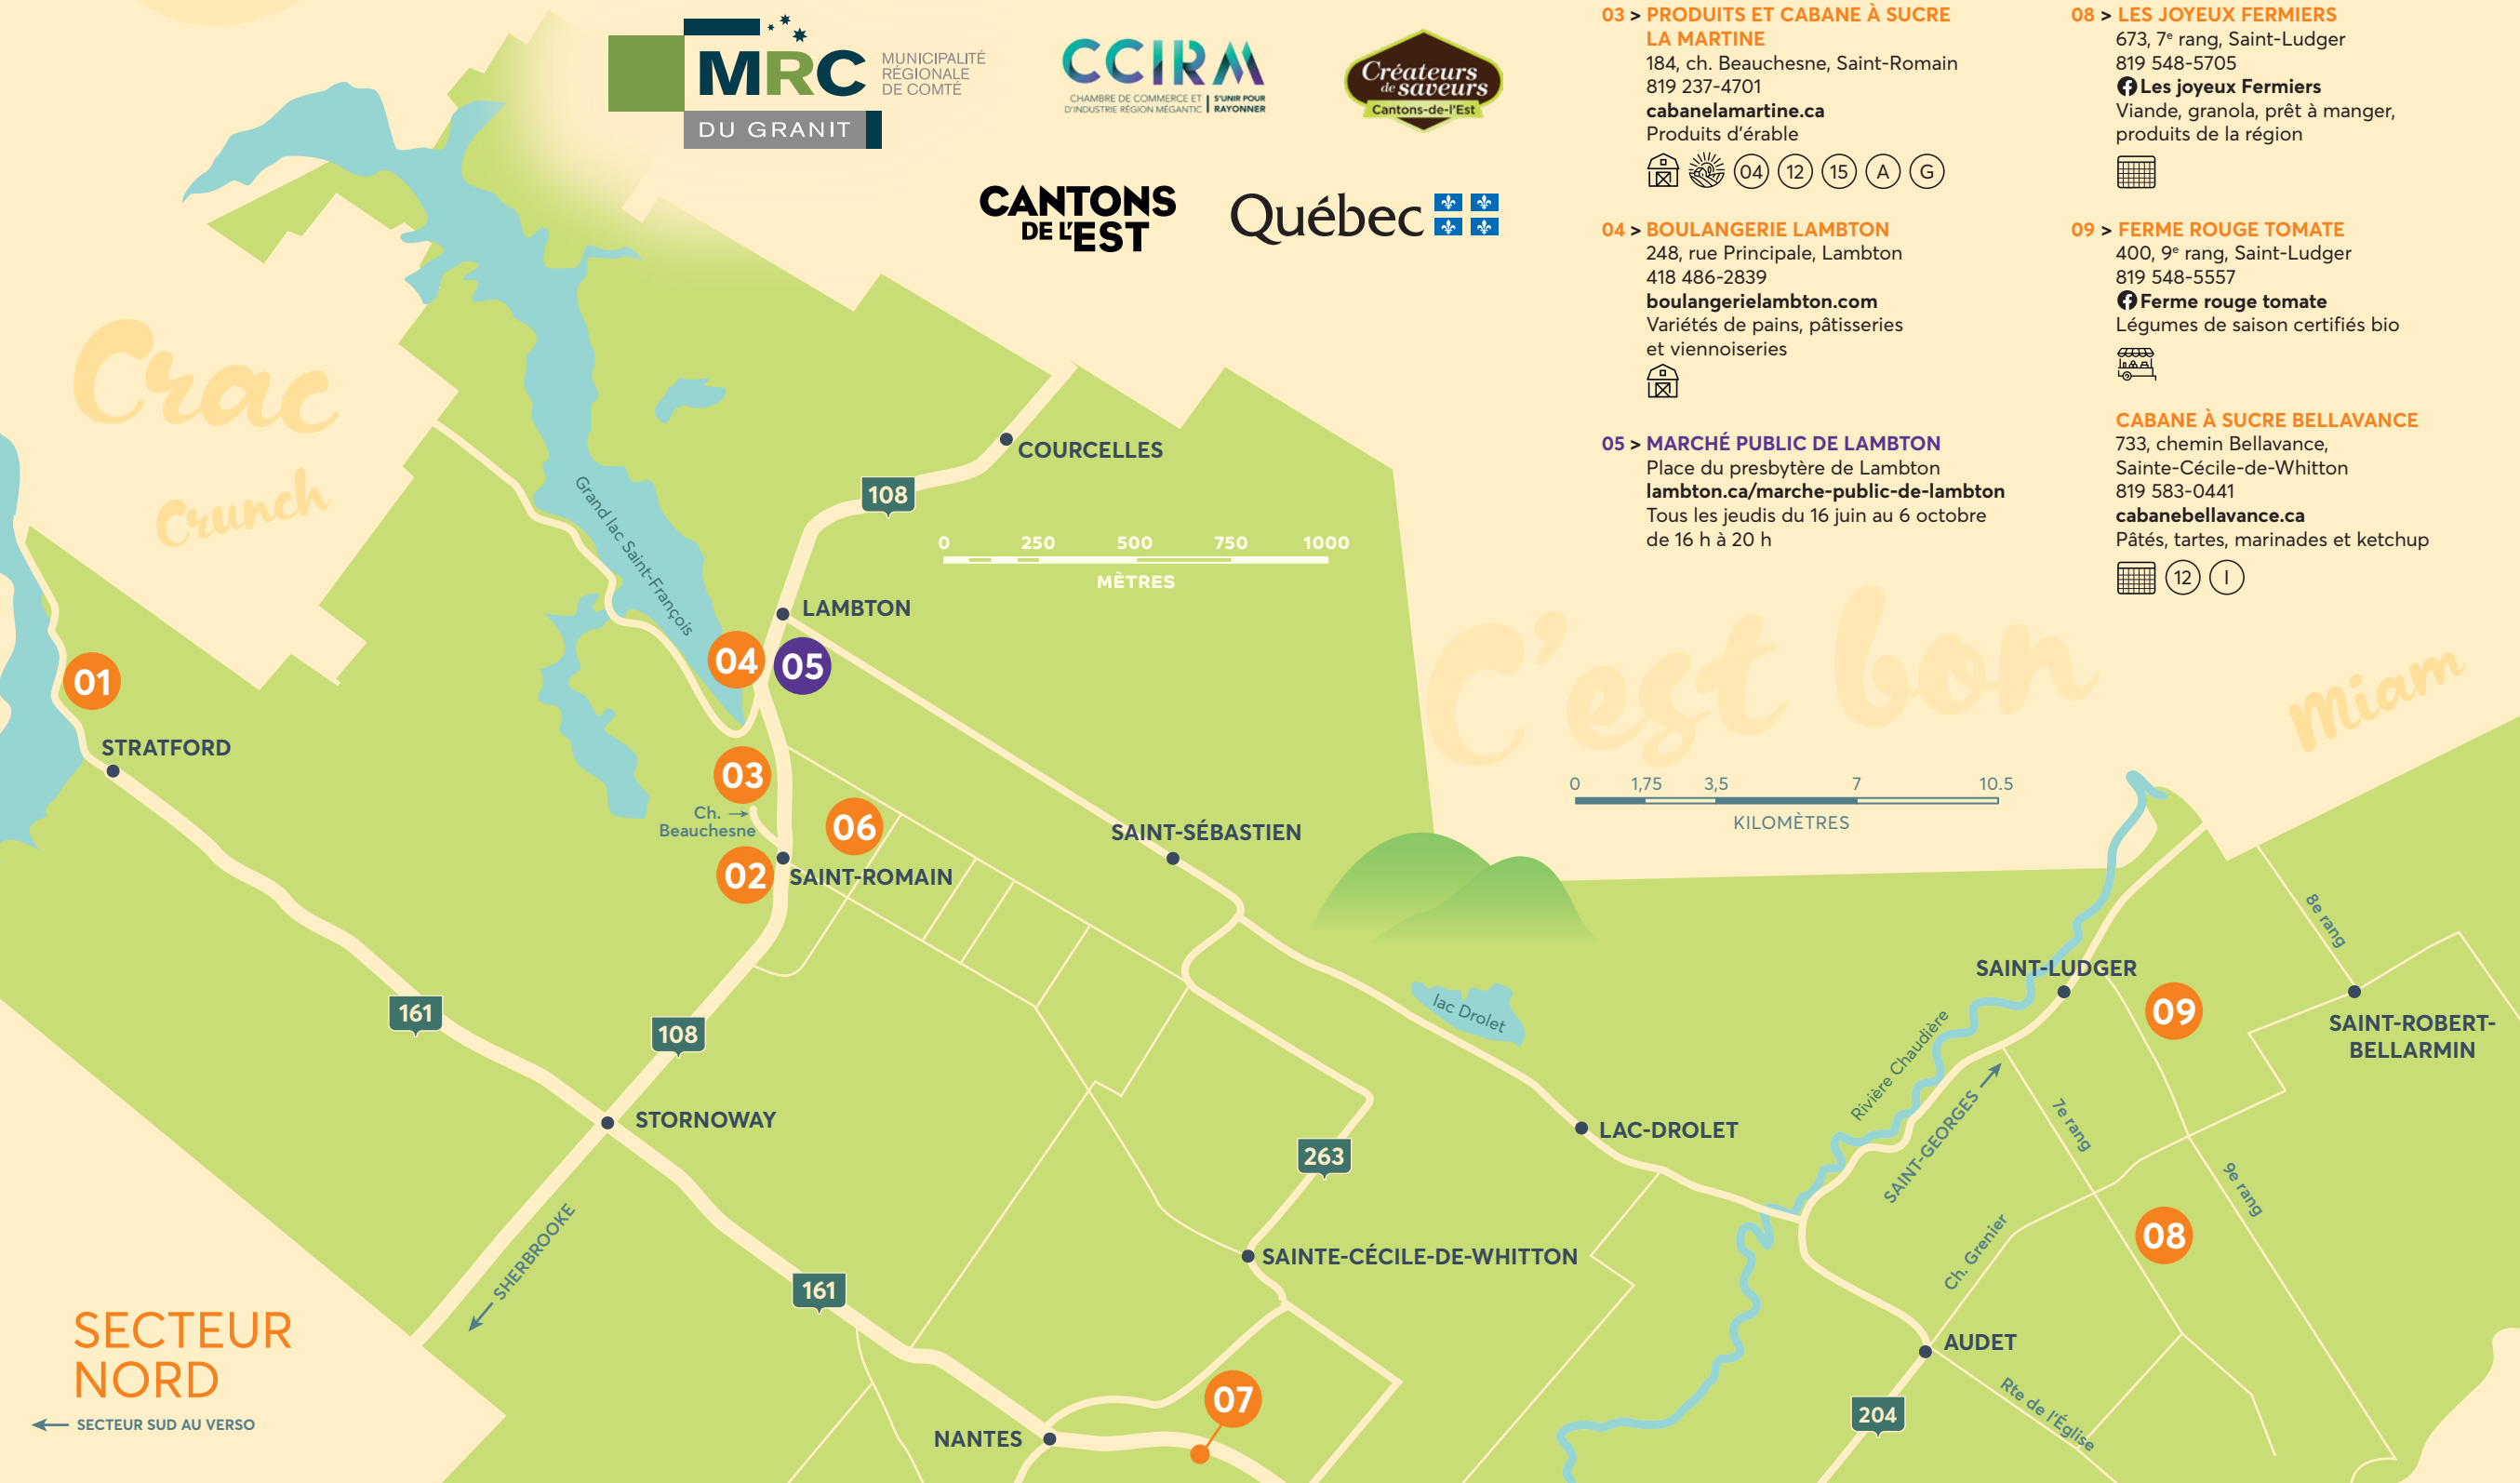 MRC
MUNICIPALITÉ
RÉGIONALE
DE COMTÉ
DU GRANIT
CCIRM
CHAMBRE DE COMMERCE ET
D'INDUSTRIE RÉGION MÉGANTIC
S'UNIR POUR
RAYONNER
Créateurs
de saveurs
Cantons-de-l'Est
CANTONS
DE L'EST
Québec
03 > PRODUITS ET CABANE À SUCRE
LA MARTINE
184, ch. Beauchesne, Saint-Romain
819 237-4701
cabanelamartine.ca
Produits d'érable
04 12 15 A G
04 > BOULANGERIE LAMBTON
248, rue Principale, Lambton
418 486-2839
boulangerielambton.com
Variétés de pains, pâtisseries
et viennoiseries
05 > MARCHÉ PUBLIC DE LAMBTON
Place du presbytère de Lambton
lambton.ca/marche-public-de-lambton
Tous les jeudis du 16 juin au 6 octobre
de 16 h à 20 h
08 > LES JOYEUX FERMIERS
673, 7e rang, Saint-Ludger
819 548-5705
Les joyeux Fermiers
Viande, granola, prêt à manger,
produits de la région
09 > FERME ROUGE TOMATE
400, 9e rang, Saint-Ludger
819 548-5557
Ferme rouge tomate
Légumes de saison certifiés bio
CABANE À SUCRE BELLAVANCE
733, chemin Bellavance,
Sainte-Cécile-de-Whitton
819 583-0441
cabanebellavance.ca
Pâtés, tartes, marinades et ketchup
12 I
Crac
Crunch
C'est bon
Miam
COURCELLES
108
0 250 500 750 1000
MÈTRES
Grand lac Saint-François
LAMBTON
04
05
01
STRATFORD
03
Ch.
Beauchesne
06
02
SAINT-ROMAIN
SAINT-SÉBASTIEN
0 1,75 3,5 7 10.5
KILOMÈTRES
8e rang
SAINT-LUDGER
09
SAINT-ROBERT-
BELLARMIN
lac Drolet
161
108
Rivière Chaudière
SAINT-GEORGES
7e rang
STORNOWAY
LAC-DROLET
263
9e rang
SHERBROOKE
SAINTE-CÉCILE-DE-WHITTON
Ch. Grenier
08
161
SECTEUR
NORD
SECTEUR SUD AU VERSO
AUDET
07
Rte de l'Église
204
NANTES